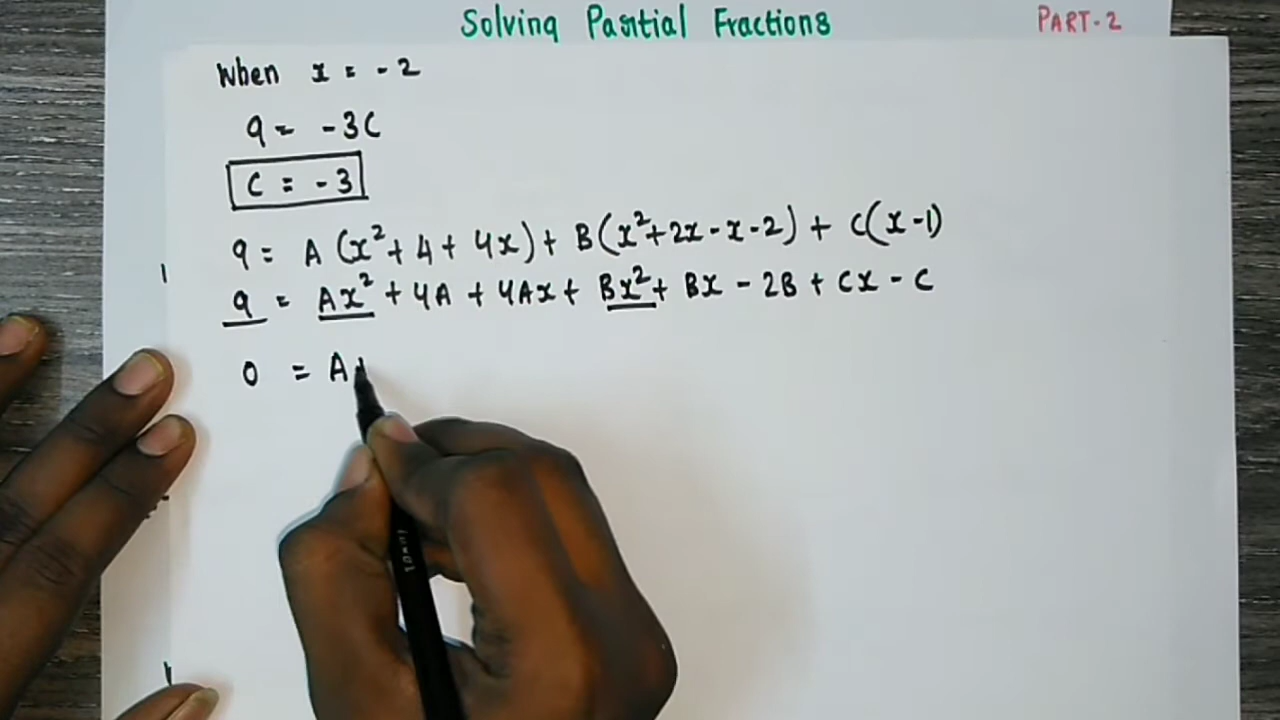 Solving Partial Fractions
PART-2
When x = -2
9 = -3C
C = -3
9 = A (x² + 4 + 4x) + B (x² + 2x - x - 2) + C(x - 1)
9 = Ax² + 4A + 4Ax + Bx² + Bx - 2B + Cx - C
0 = A